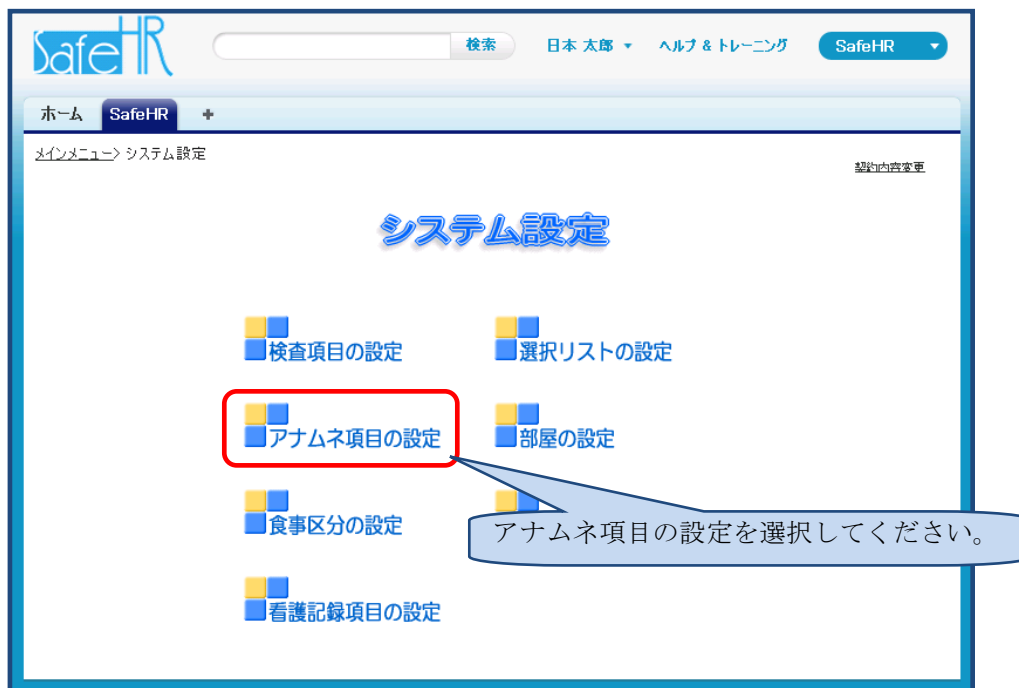 SafeHR
検索
日本 太郎 ▼
ヘルプ & トレーニング
SafeHR ▼
ホーム
SafeHR
+
メインメニュー> システム設定
契約内容変更
システム設定
検査項目の設定
選択リストの設定
アナムネ項目の設定
部屋の設定
食事区分の設定
アナムネ項目の設定を選択してください。
看護記録項目の設定